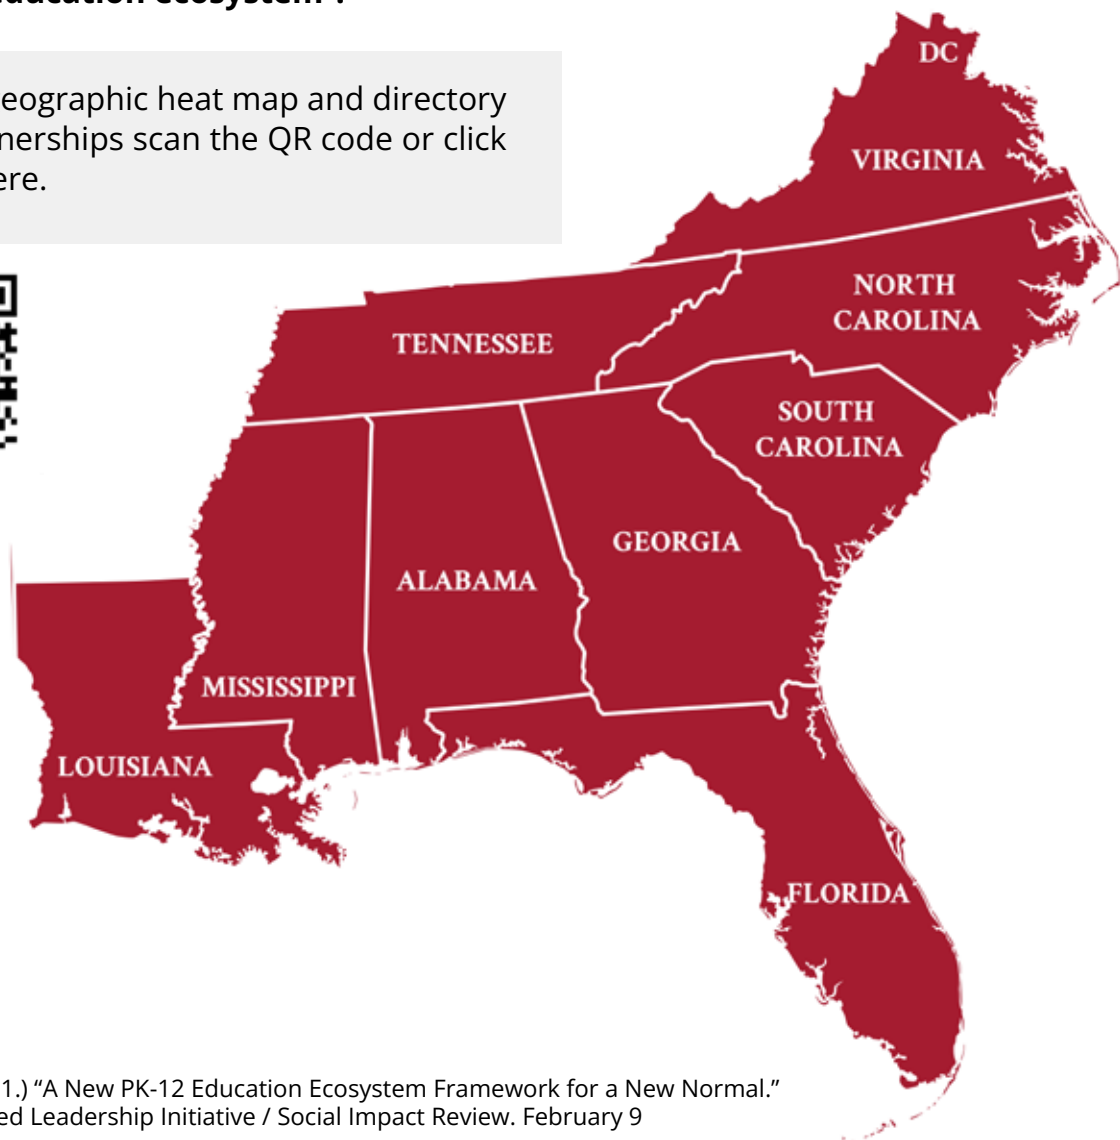 education ecosystem".
eographic heat map and directory
nerships scan the QR code or click
ere.
DC
VIRGINIA
NORTH
CAROLINA
TENNESSEE
SOUTH
CAROLINA
GEORGIA
ALABAMA
MISSISSIPPI
LOUISIANA
FLORIDA
1.) “A New PK-12 Education Ecosystem Framework for a New Normal.”
ed Leadership Initiative / Social Impact Review. February 9